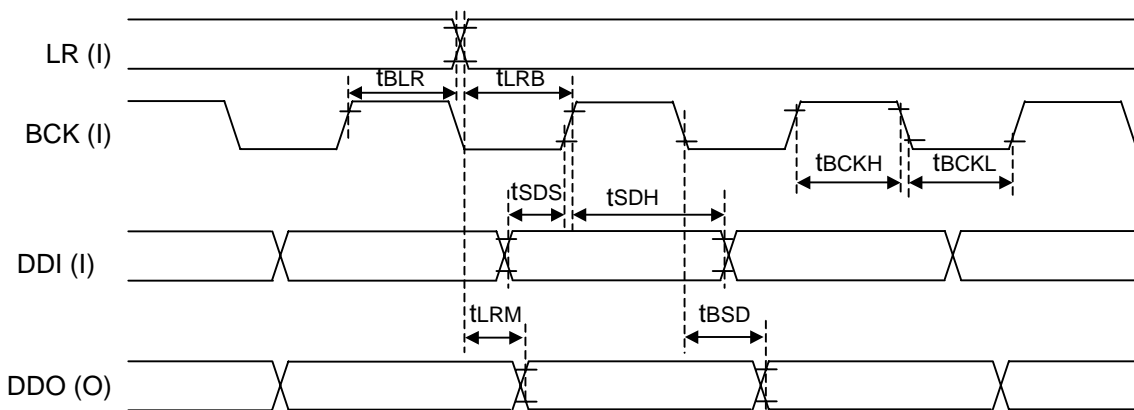 LR (I)
tBLR tLRB
BCK (I)
tBCKH tBCKL
tSDS tSDH
DDI (I)
tLRM tBSD
DDO (O)